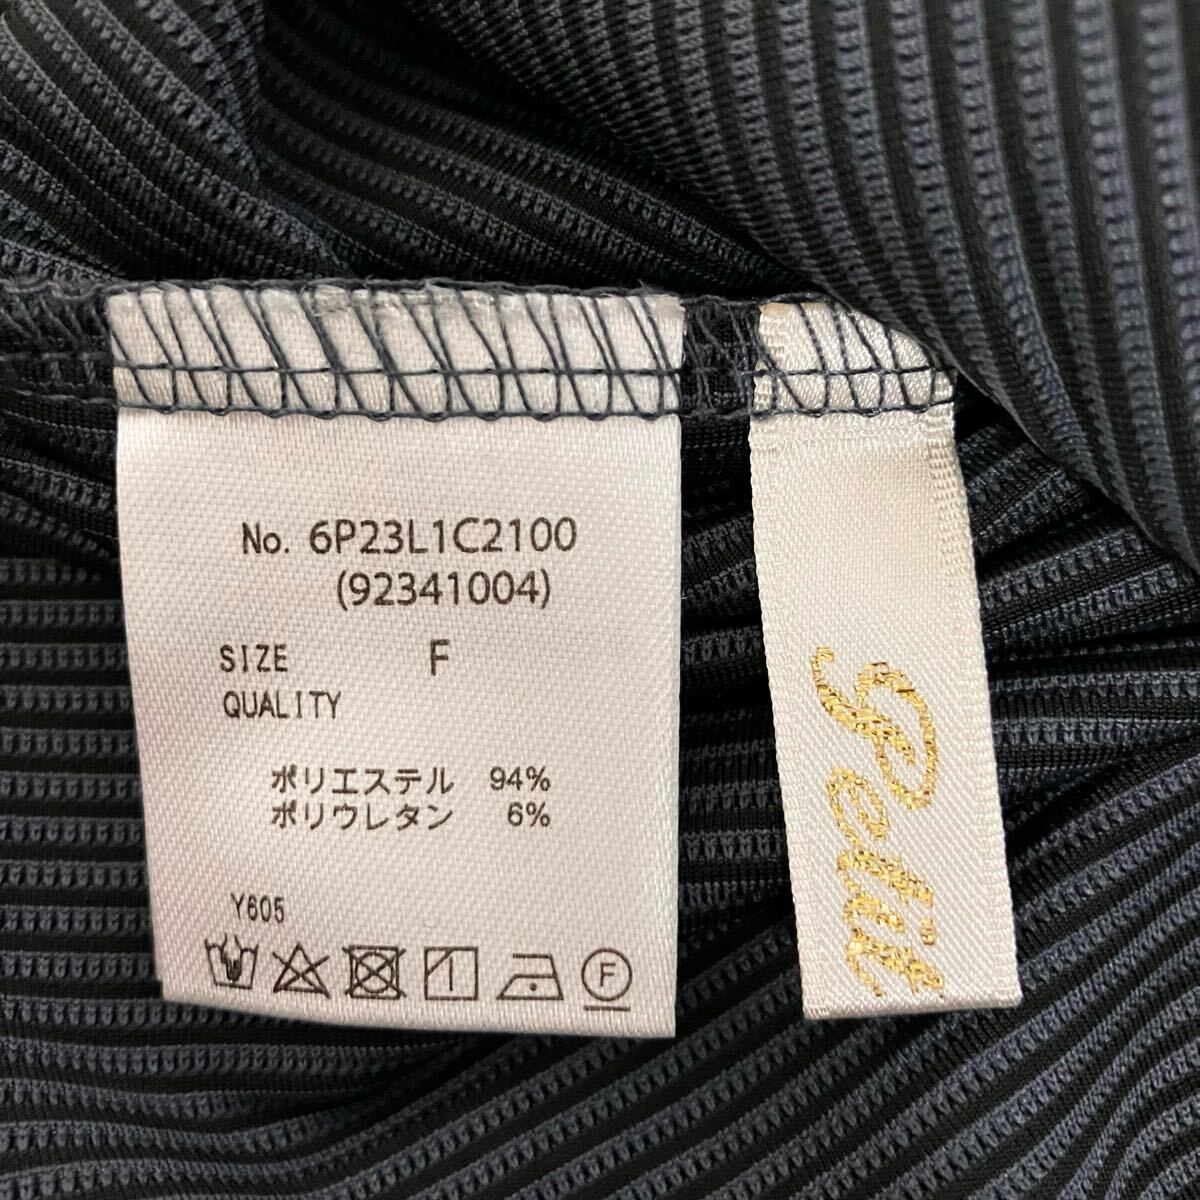 No. 6P23L1C2100
(92341004)
SIZE F
QUALITY
ポリエステル 94%
ポリウレタン 6%
Y605
F
Petit